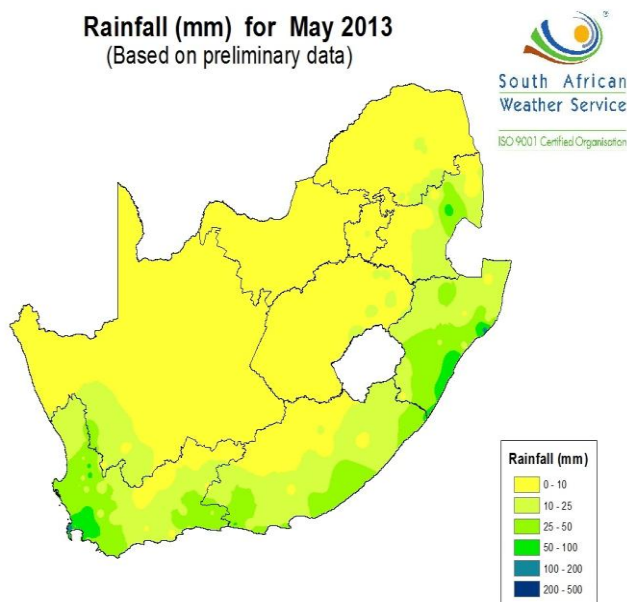 Rainfall (mm) for May 2013
(Based on preliminary data)
South African
Weather Service
ISO 9001 Certified Organisation
Rainfall (mm)
0 - 10
10 - 25
25 - 50
50 - 100
100 - 200
200 - 500